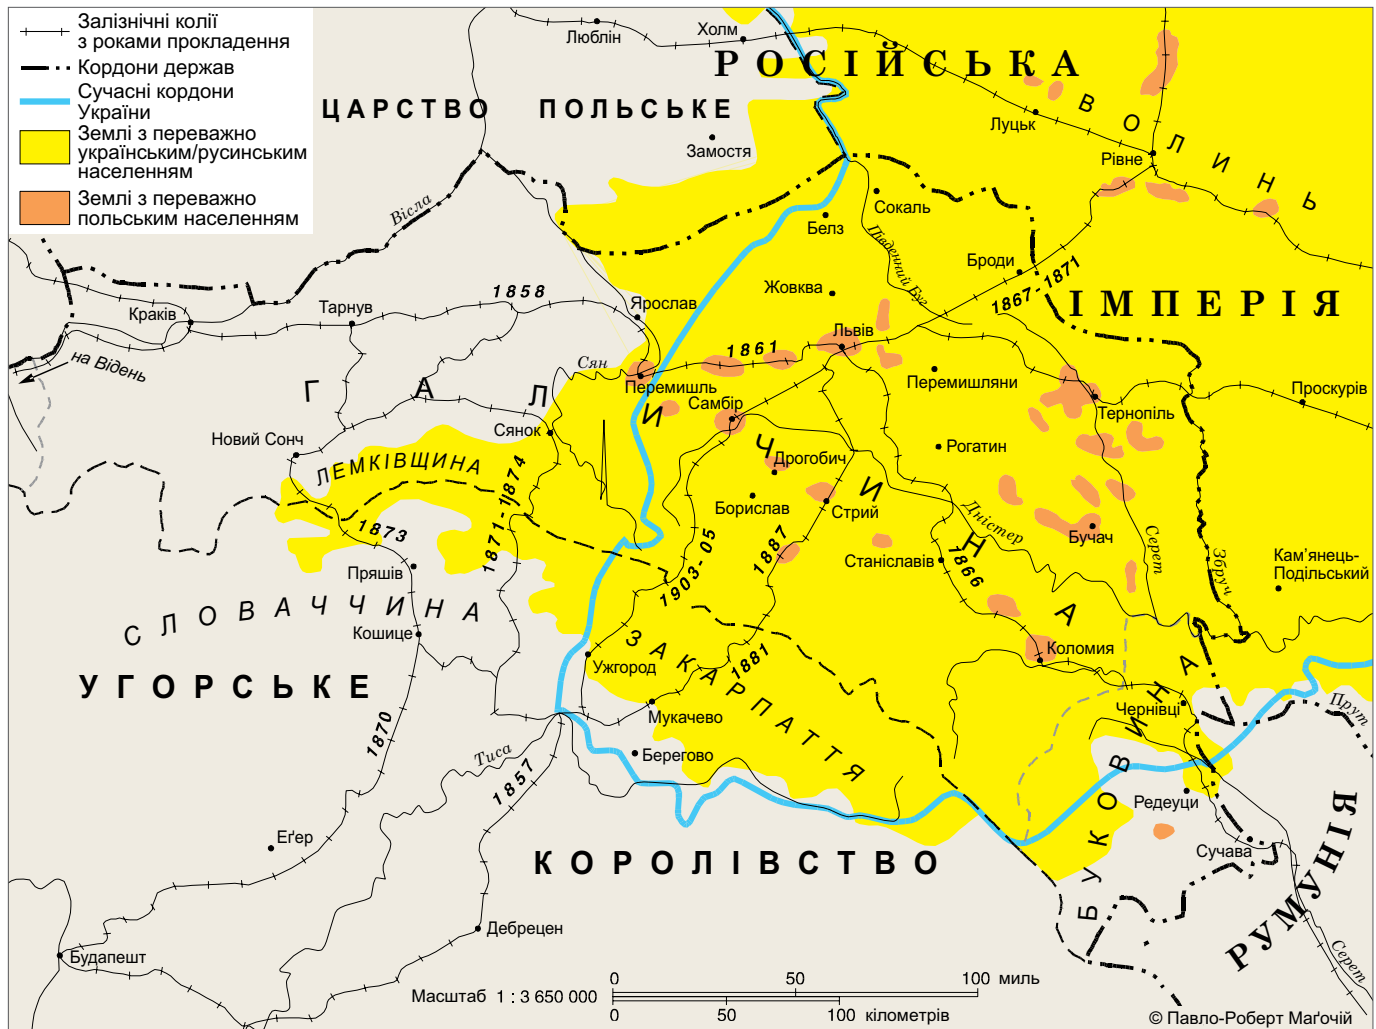 Залізничні колії
з роками прокладення
Кордони держав
Сучасні кордони
України
Землі з переважно
українським/русинським
населенням
Землі з переважно
польським населенням
Люблін
Холм
РОСІЙСЬКА
ЦАРСТВО ПОЛЬСЬКЕ
Замостя
Луцьк
ВОЛИНЬ
Рівне
Вісла
Сокаль
Белз
Південний Буг
Броди
1867-1871
Жовква
ІМПЕРІЯ
1858
Ярослав
Краків
Тарнув
Львів
на Відень
Сян
1861
Перемишль
Перемишляни
Проскурів
ГАЛИЧИНА
Самбір
Тернопіль
Новий Сонч
Сянок
Рогатин
ЛЕМКІВЩИНА
Дрогобич
1871-1874
Борислав
Стрий
Дністер
1873
1903-05
1887
Бучач
Серет
Збруч
Станіславів
1866
Кам’янець-
Подільський
Пряшів
СЛОВАЧЧИНА
Кошице
ЗАКАРПАТТЯ
Коломия
Ужгород
1881
УГОРСЬКЕ
Мукачево
Чернівці
Прут
1870
Тиса
1857
Берегово
БУКОВИНА
Редеуци
Еґер
Сучава
КОРОЛІВСТВО
РУМУНІЯ
Дебрецен
Серет
Будапешт
0 50 100 миль
Масштаб 1 : 3 650 000
0 50 100 кілометрів
© Павло-Роберт Маґочій